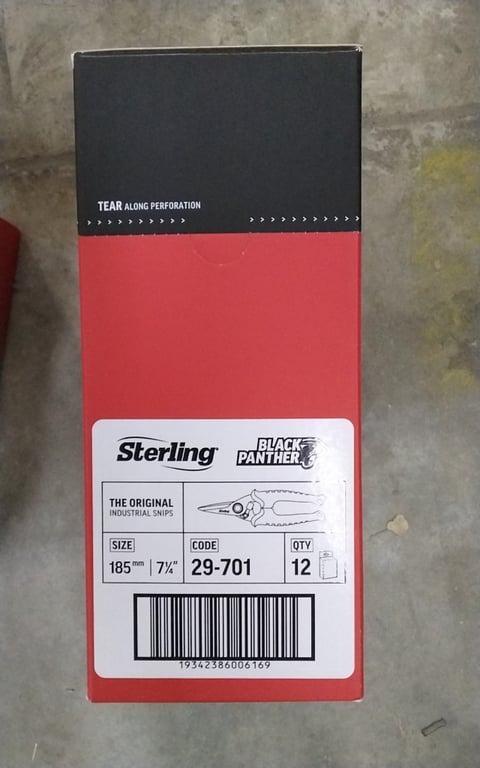 TEAR ALONG PERFORATION
Sterling
BLACK
PANTHER
THE ORIGINAL
INDUSTRIAL SNIPS
SIZE
CODE
QTY
185mm 7¼"
29-701
12
19342386006169